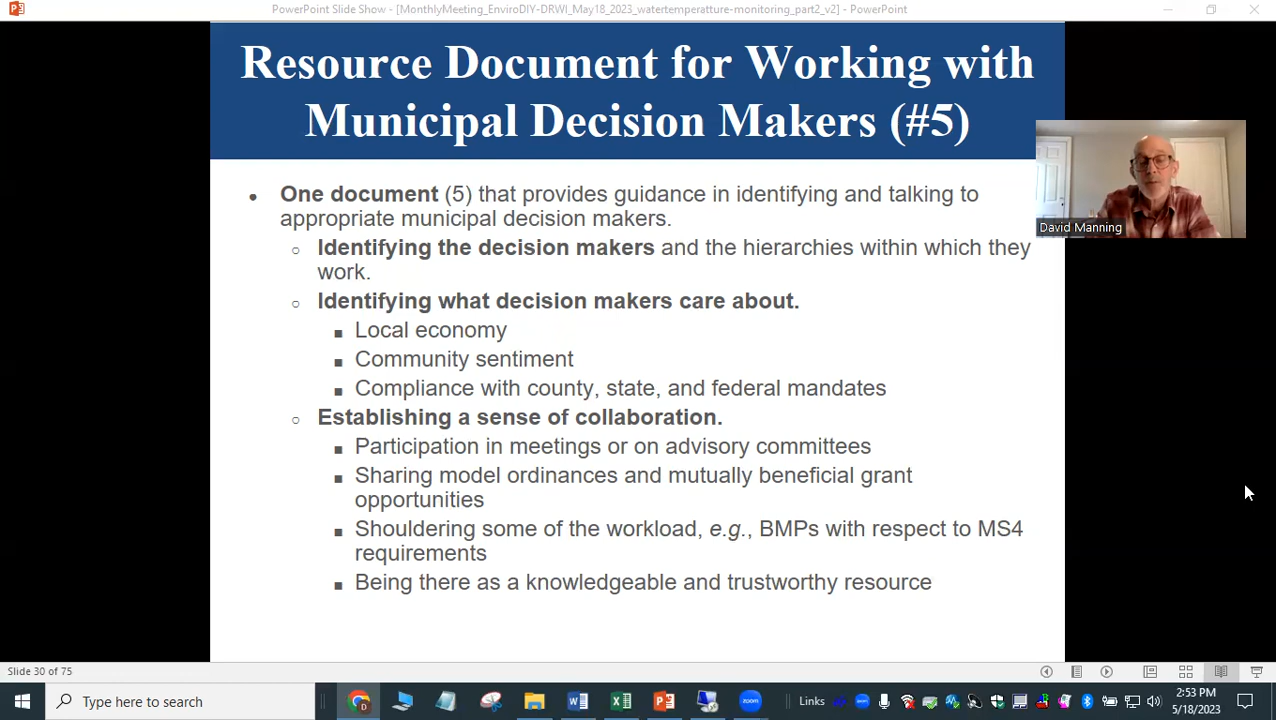 PowerPoint Slide Show - [MonthlyMeeting_EnviroDIY-DRWI_May18_2023_watertemperatture-monitoring_part2_v2] - PowerPoint
Resource Document for Working with
Municipal Decision Makers (#5)
• One document (5) that provides guidance in identifying and talking to
appropriate municipal decision makers.
○ Identifying the decision makers and the hierarchies within which they
work.
○ Identifying what decision makers care about.
■ Local economy
■ Community sentiment
■ Compliance with county, state, and federal mandates
○ Establishing a sense of collaboration.
■ Participation in meetings or on advisory committees
■ Sharing model ordinances and mutually beneficial grant
opportunities
■ Shouldering some of the workload, e.g., BMPs with respect to MS4
requirements
■ Being there as a knowledgeable and trustworthy resource
David Manning
Slide 30 of 75
Type here to search
Links
zoom
2:53 PM
5/18/2023